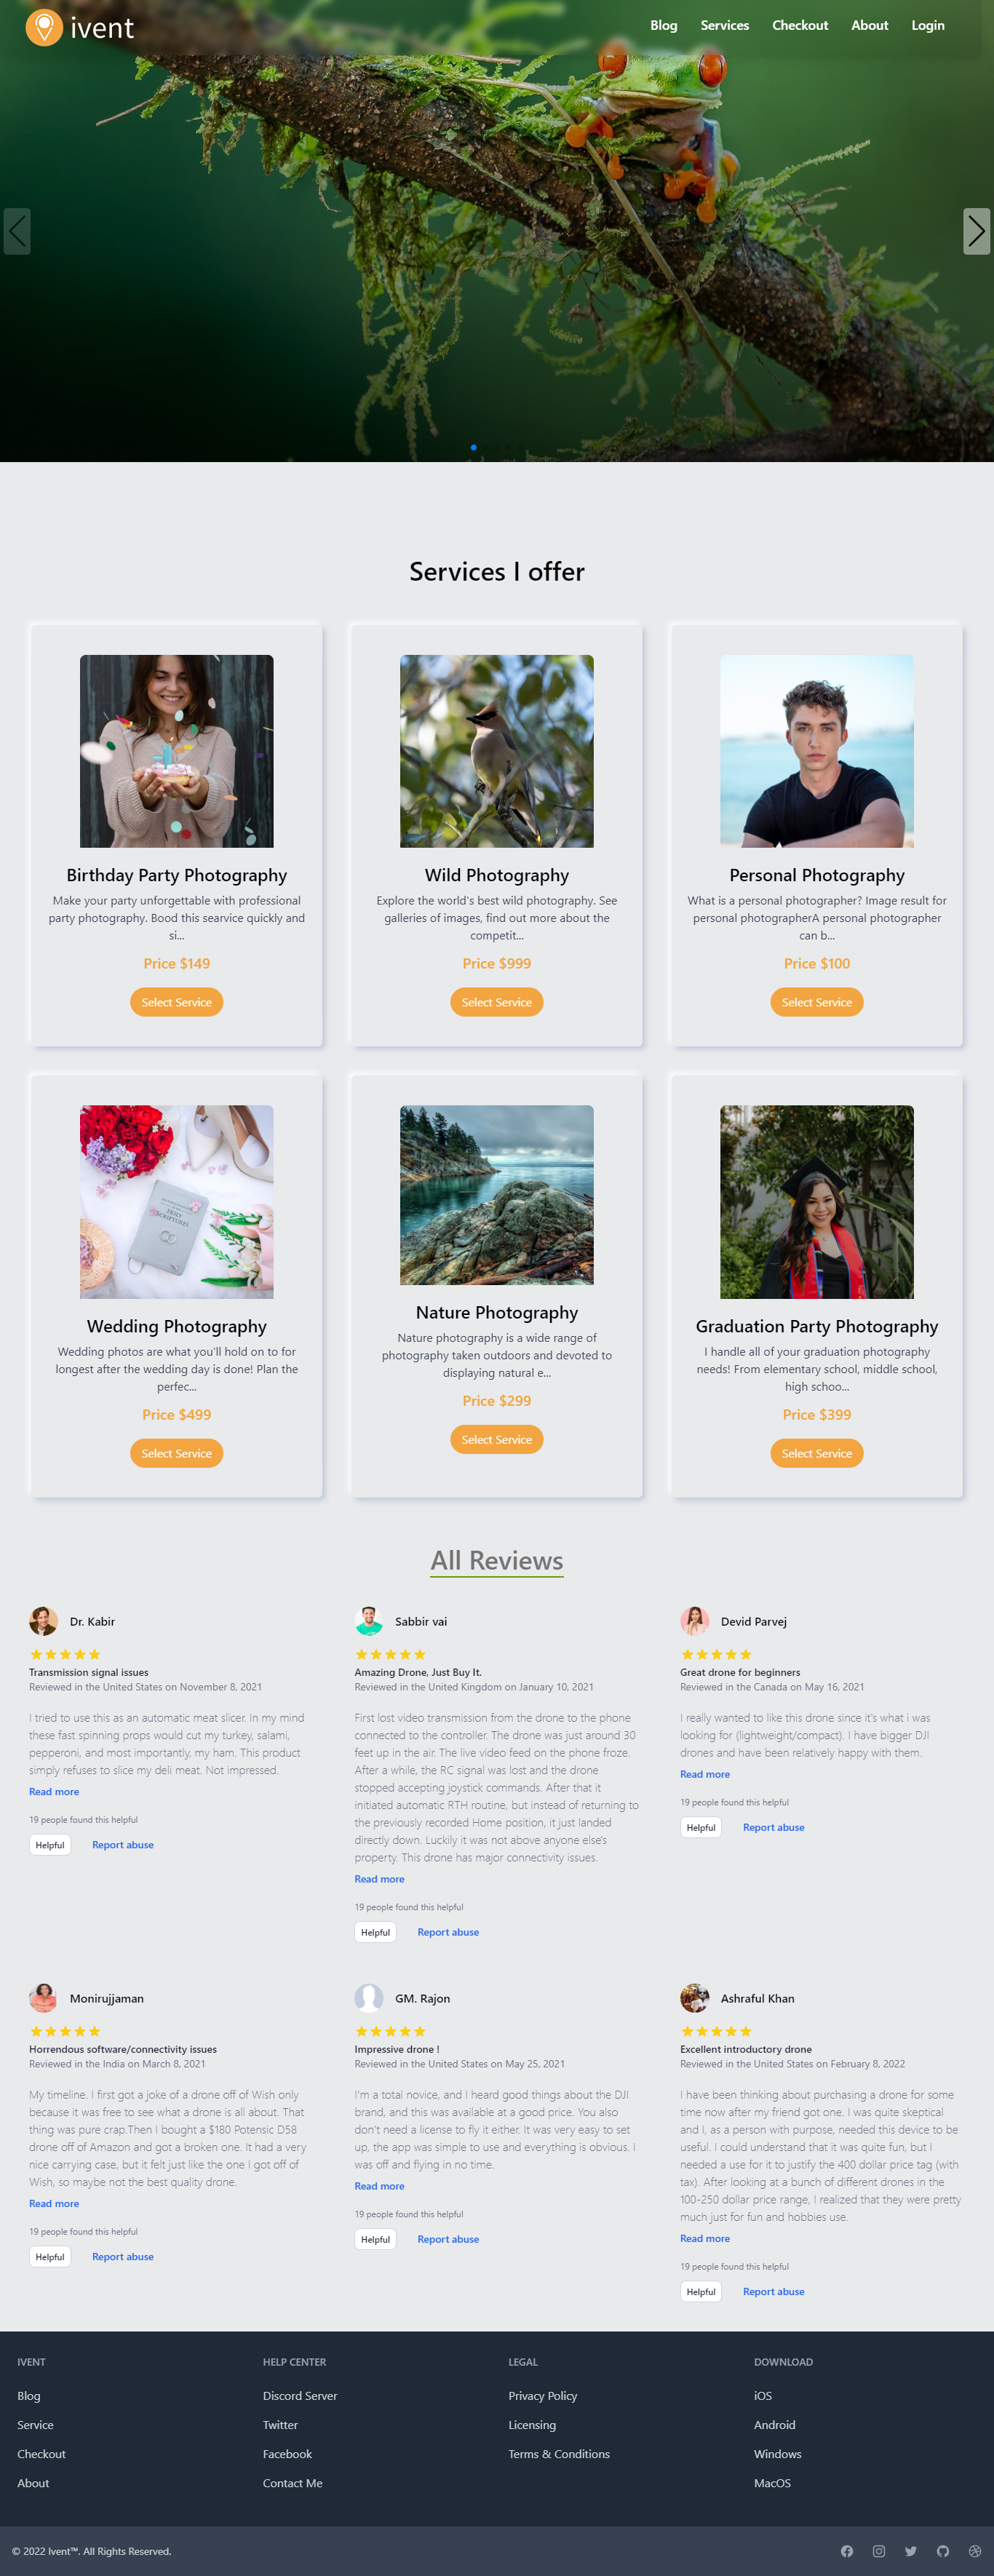 ivent
Blog Services Checkout About Login
Services I offer
Birthday Party Photography
Make your party unforgettable with professional
party photography. Bood this searvice quickly and
si...
Price $149
Select Service
Wild Photography
Explore the world's best wild photography. See
galleries of images, find out more about the
competit...
Price $999
Select Service
Personal Photography
What is a personal photographer? Image result for
personal photographerA personal photographer
can b...
Price $100
Select Service
HOLY
SCRIPTURES
Wedding Photography
Wedding photos are what you'll hold on to for
longest after the wedding day is done! Plan the
perfec...
Price $499
Select Service
Nature Photography
Nature photography is a wide range of
photography taken outdoors and devoted to
displaying natural e...
Price $299
Select Service
Graduation Party Photography
I handle all of your graduation photography
needs! From elementary school, middle school,
high schoo...
Price $399
Select Service
All Reviews
Dr. Kabir
Transmission signal issues
Reviewed in the United States on November 8, 2021
I tried to use this as an automatic meat slicer. In my mind
these fast spinning props would cut my turkey, salami,
pepperoni, and most importantly, my ham. This product
simply refuses to slice my deli meat. Not impressed.
Read more
19 people found this helpful
Helpful Report abuse
Sabbir vai
Amazing Drone, Just Buy It.
Reviewed in the United Kingdom on January 10, 2021
First lost video transmission from the drone to the phone
connected to the controller. The drone was just around 30
feet up in the air. The live video feed on the phone froze.
After a while, the RC signal was lost and the drone
stopped accepting joystick commands. After that it
initiated automatic RTH routine, but instead of returning to
the previously recorded Home position, it just landed
directly down. Luckily it was not above anyone else's
property. This drone has major connectivity issues.
Read more
19 people found this helpful
Helpful Report abuse
Devid Parvej
Great drone for beginners
Reviewed in the Canada on May 16, 2021
I really wanted to like this drone since it's what i was
looking for (lightweight/compact). I have bigger DJI
drones and have been relatively happy with them.
Read more
19 people found this helpful
Helpful Report abuse
Monirujjaman
Horrendous software/connectivity issues
Reviewed in the India on March 8, 2021
My timeline. I first got a joke of a drone off of Wish only
because it was free to see what a drone is all about. That
thing was pure crap.Then I bought a $180 Potensic D58
drone off of Amazon and got a broken one. It had a very
nice carrying case, but it felt just like the one I got off of
Wish, so maybe not the best quality drone.
Read more
19 people found this helpful
Helpful Report abuse
GM. Rajon
Impressive drone !
Reviewed in the United States on May 25, 2021
I'm a total novice, and I heard good things about the DJI
brand, and this was available at a good price. You also
don't need a license to fly it either. It was very easy to set
up, the app was simple to use and everything is obvious. I
was off and flying in no time.
Read more
19 people found this helpful
Helpful Report abuse
Ashraful Khan
Excellent introductory drone
Reviewed in the United States on February 8, 2022
I have been thinking about purchasing a drone for some
time now after my friend got one. I was quite skeptical
and I, as a person with purpose, needed this device to be
useful. I could understand that it was quite fun, but I
needed a use for it to justify the 400 dollar price tag (with
tax). After looking at a bunch of different drones in the
100-250 dollar price range, I realized that they were pretty
much just for fun and hobbies use.
Read more
19 people found this helpful
Helpful Report abuse
IVENT
Blog
Service
Checkout
About
HELP CENTER
Discord Server
Twitter
Facebook
Contact Me
LEGAL
Privacy Policy
Licensing
Terms & Conditions
DOWNLOAD
iOS
Android
Windows
MacOS
© 2022 Ivent™. All Rights Reserved.